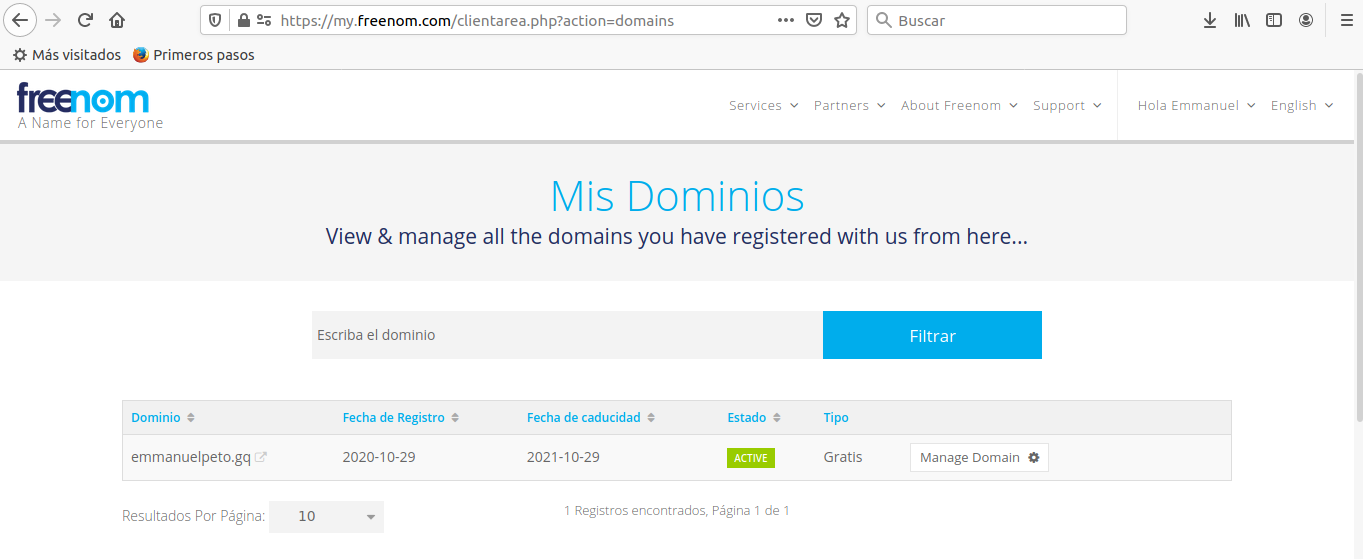 https://my.freenom.com/clientarea.php?action=domains
Buscar
Más visitados Primeros pasos
freenom
A Name for Everyone
Services Partners About Freenom Support Hola Emmanuel English
Mis Dominios
View & manage all the domains you have registered with us from here...
Escriba el dominio Filtrar
Dominio Fecha de Registro Fecha de caducidad Estado Tipo
emmanuelpeto.gq 2020-10-29 2021-10-29 ACTIVE Gratis Manage Domain
Resultados Por Página: 10 1 Registros encontrados, Página 1 de 1